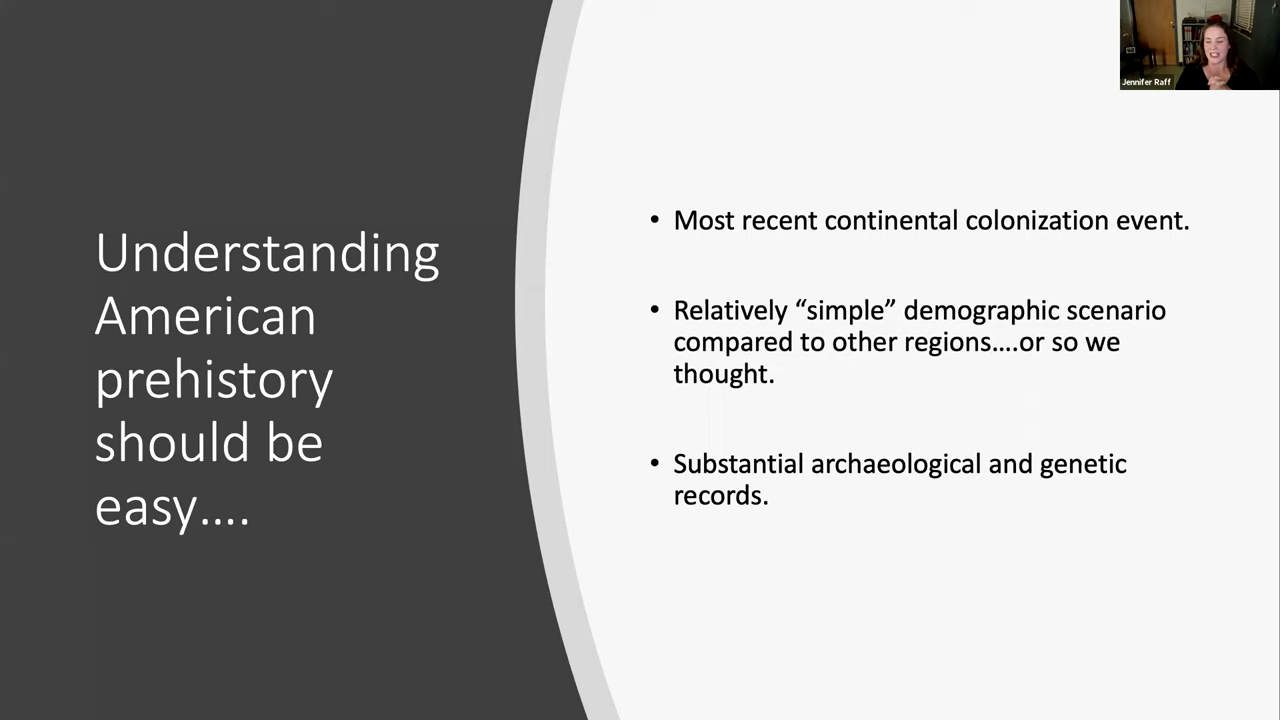 Understanding
American
prehistory
should be
easy....
• Most recent continental colonization event.
• Relatively “simple” demographic scenario
compared to other regions....or so we
thought.
• Substantial archaeological and genetic
records.
Jennifer Raff